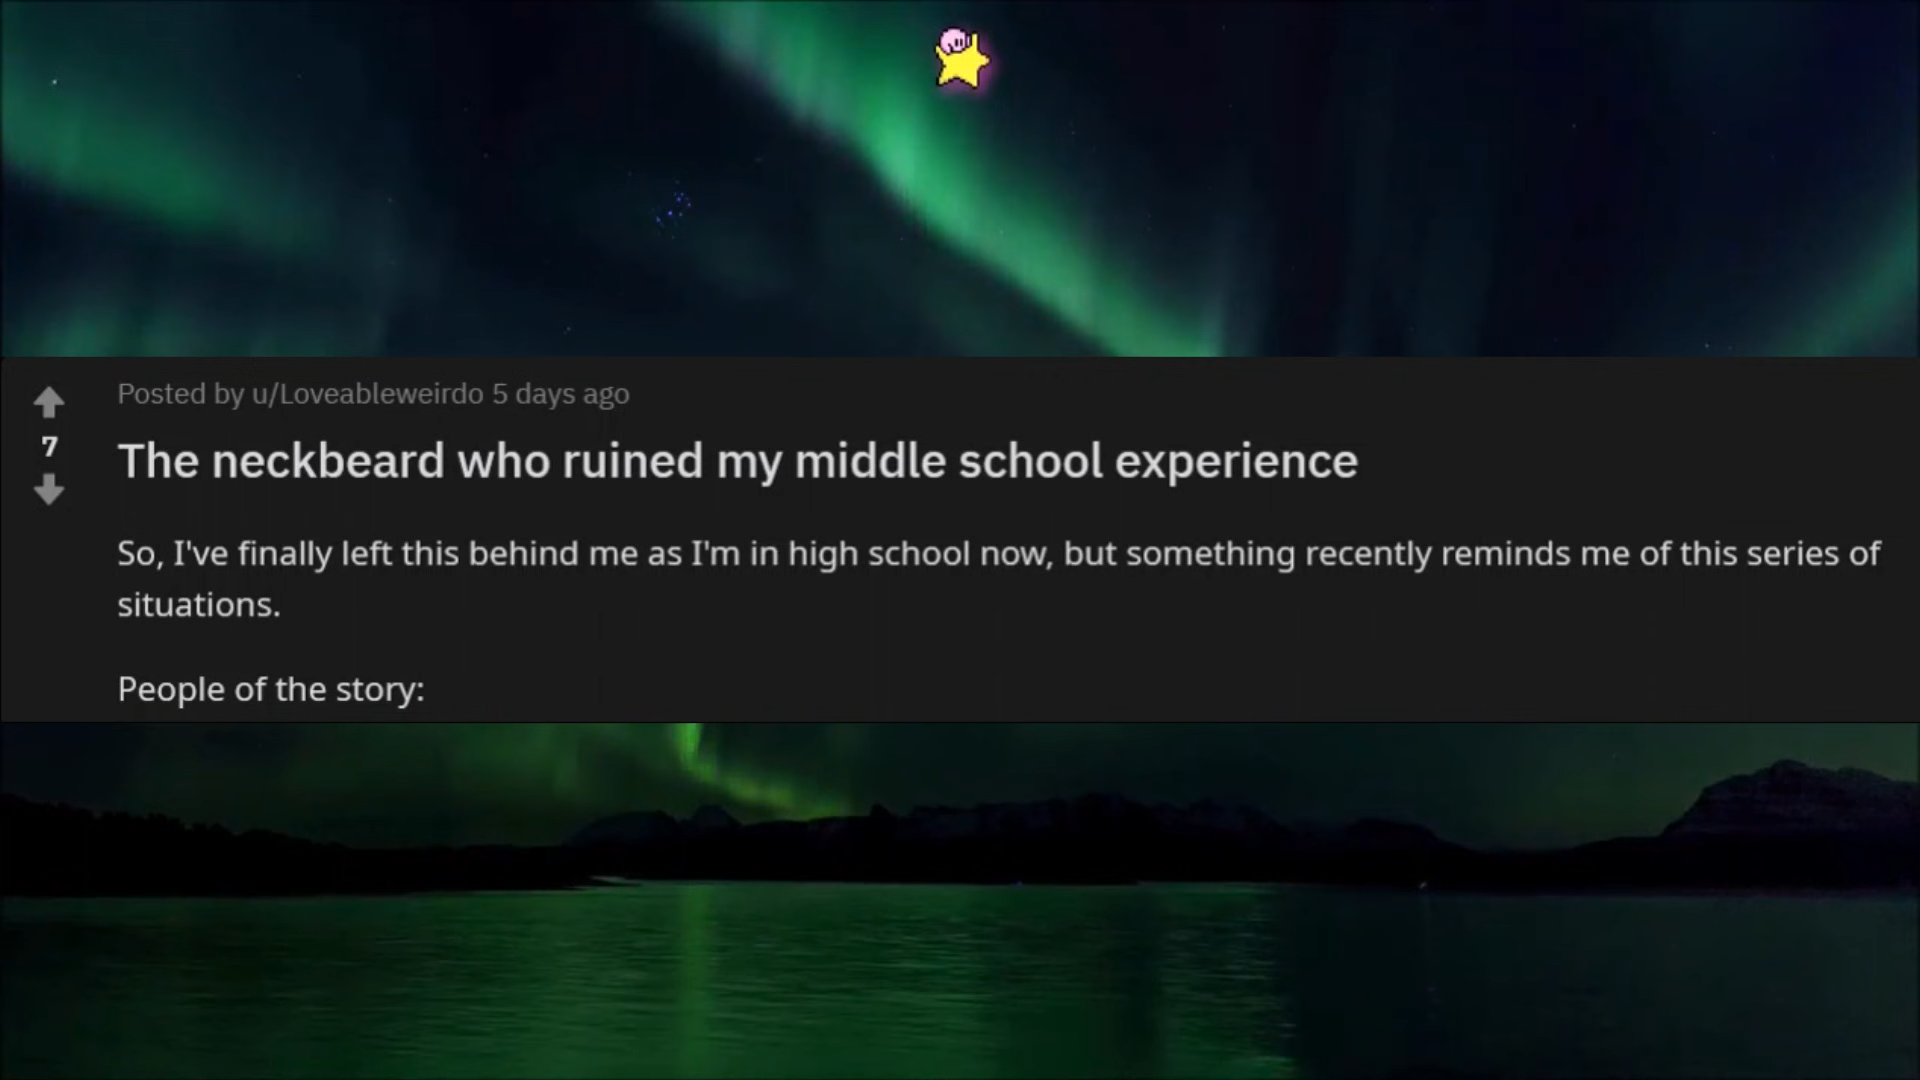 Posted by u/Loveableweirdo 5 days ago
7
The neckbeard who ruined my middle school experience
So, I've finally left this behind me as I'm in high school now, but something recently reminds me of this series of
situations.
People of the story: